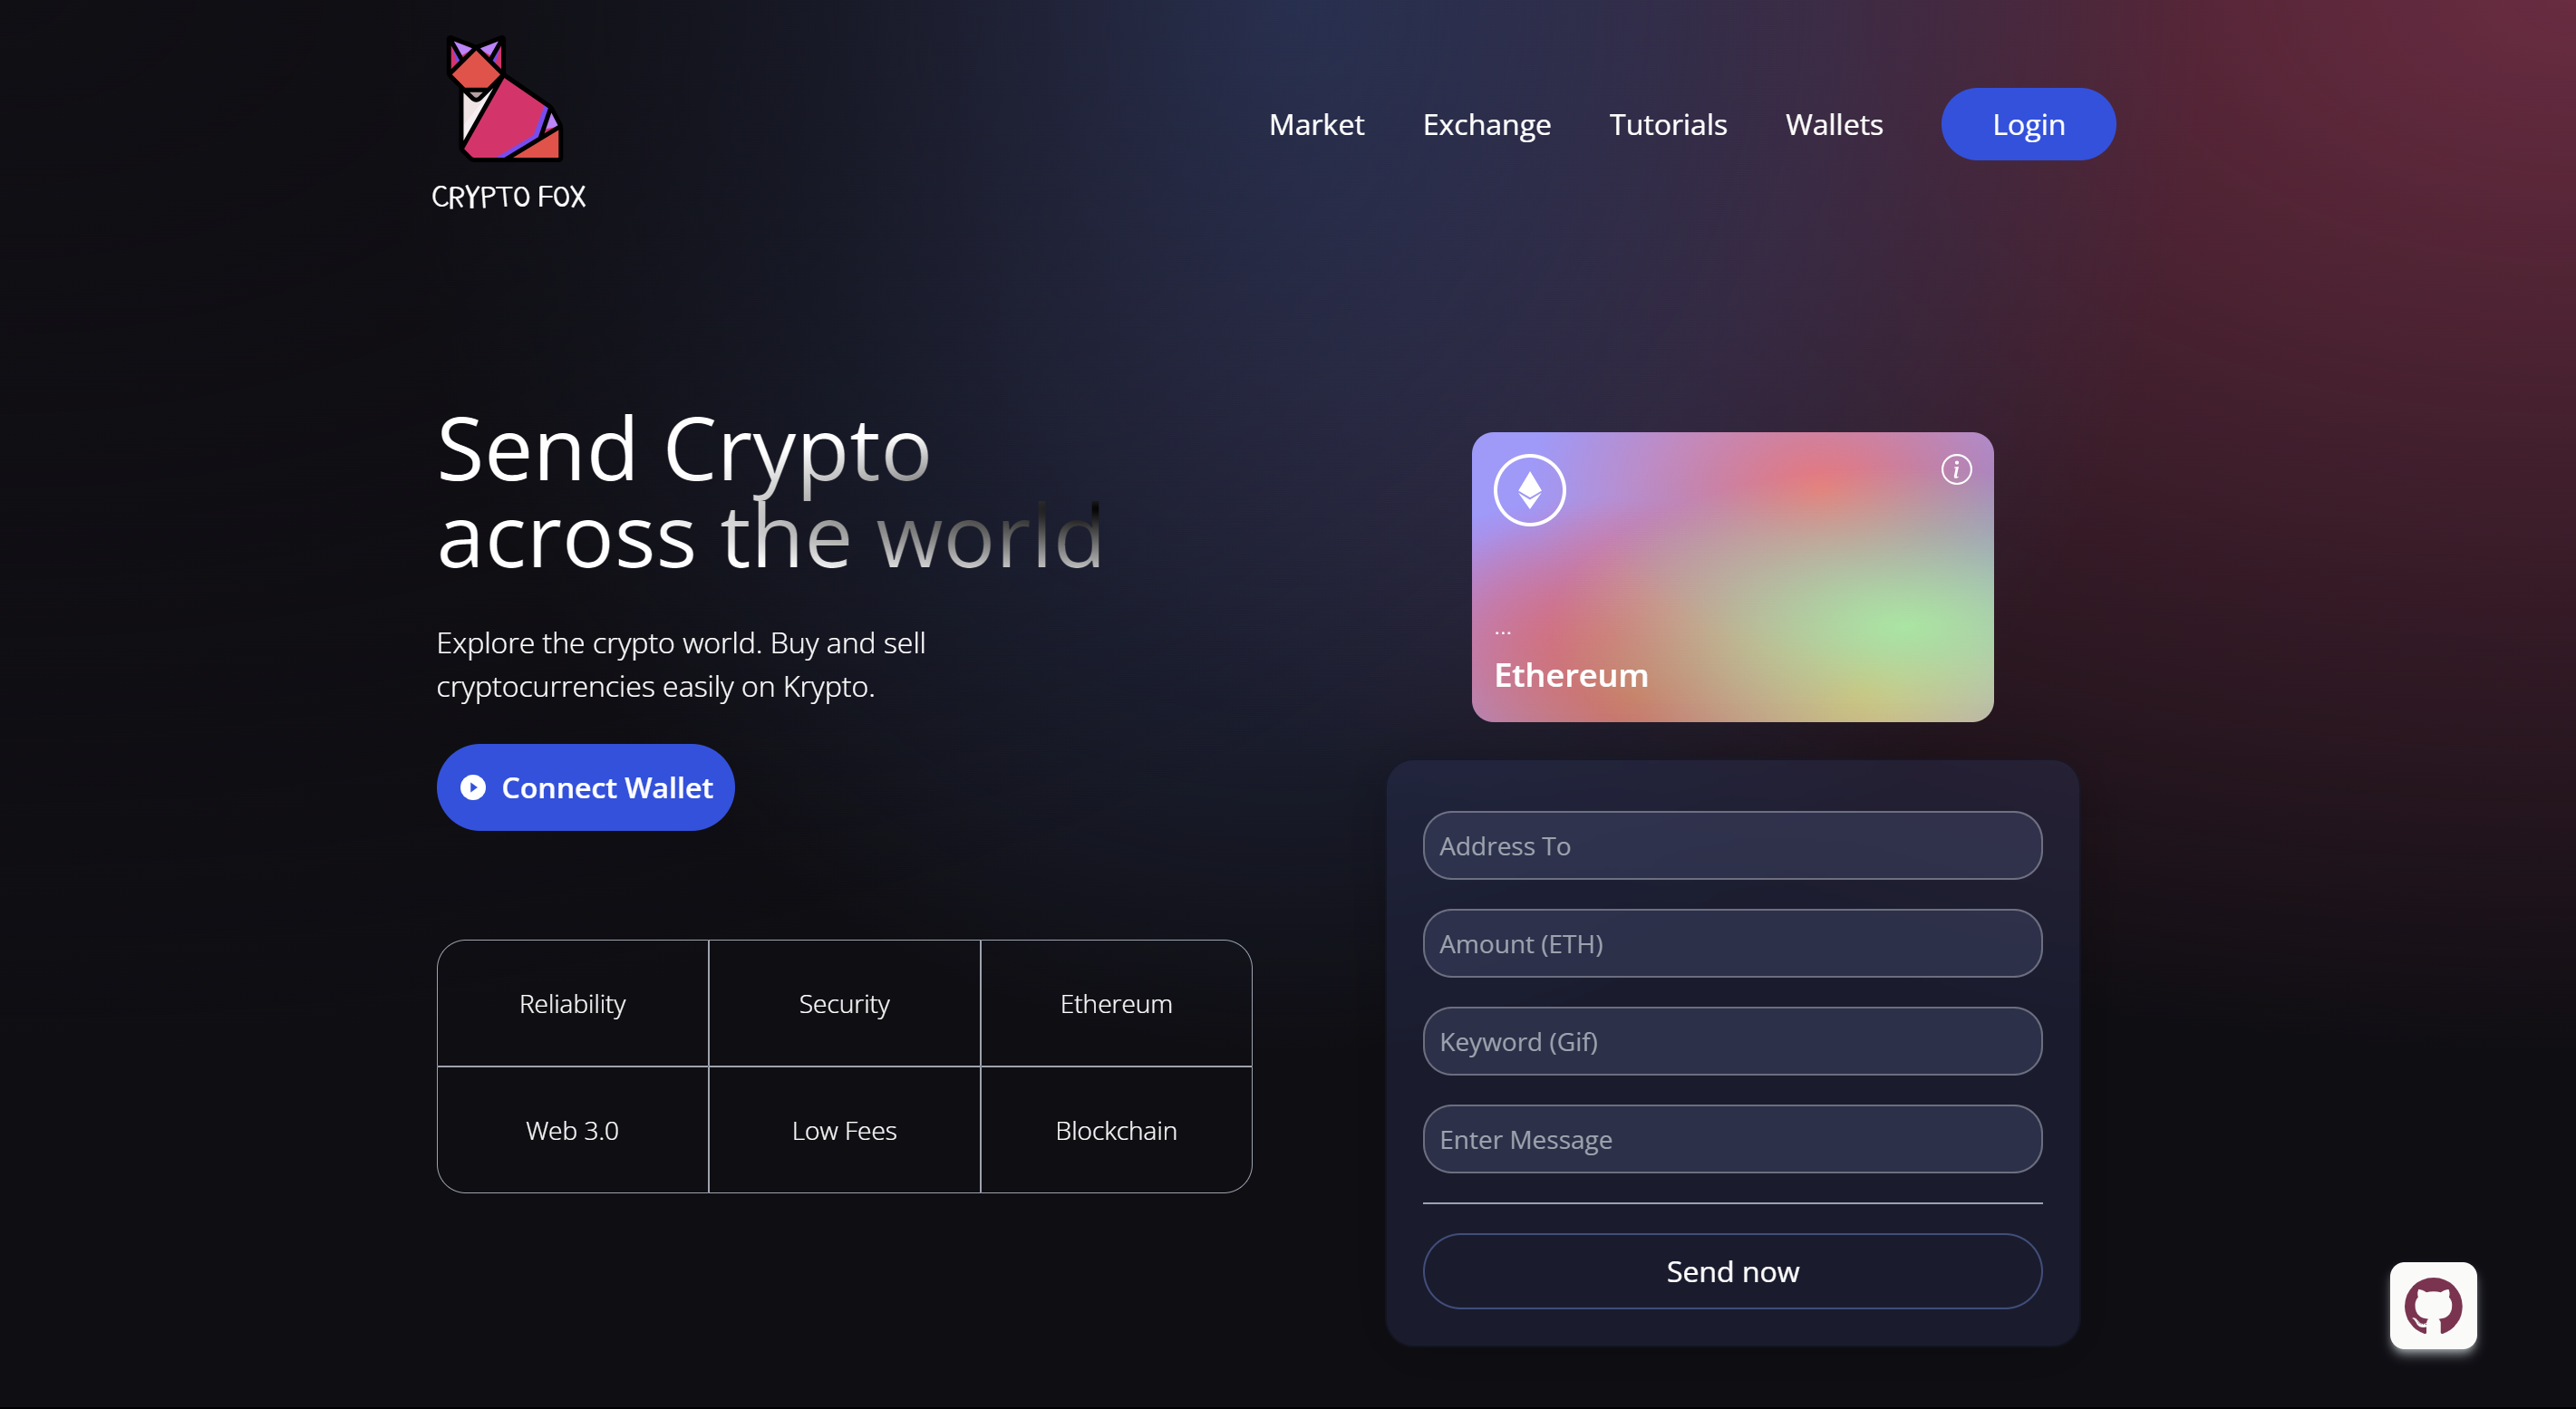 CRYPTO FOX
Market
Exchange
Tutorials
Wallets
Login
Send Crypto
across the world
Explore the crypto world. Buy and sell
cryptocurrencies easily on Krypto.
Connect Wallet
Reliability
Security
Ethereum
Web 3.0
Low Fees
Blockchain
i
...
Ethereum
Address To
Amount (ETH)
Keyword (Gif)
Enter Message
Send now